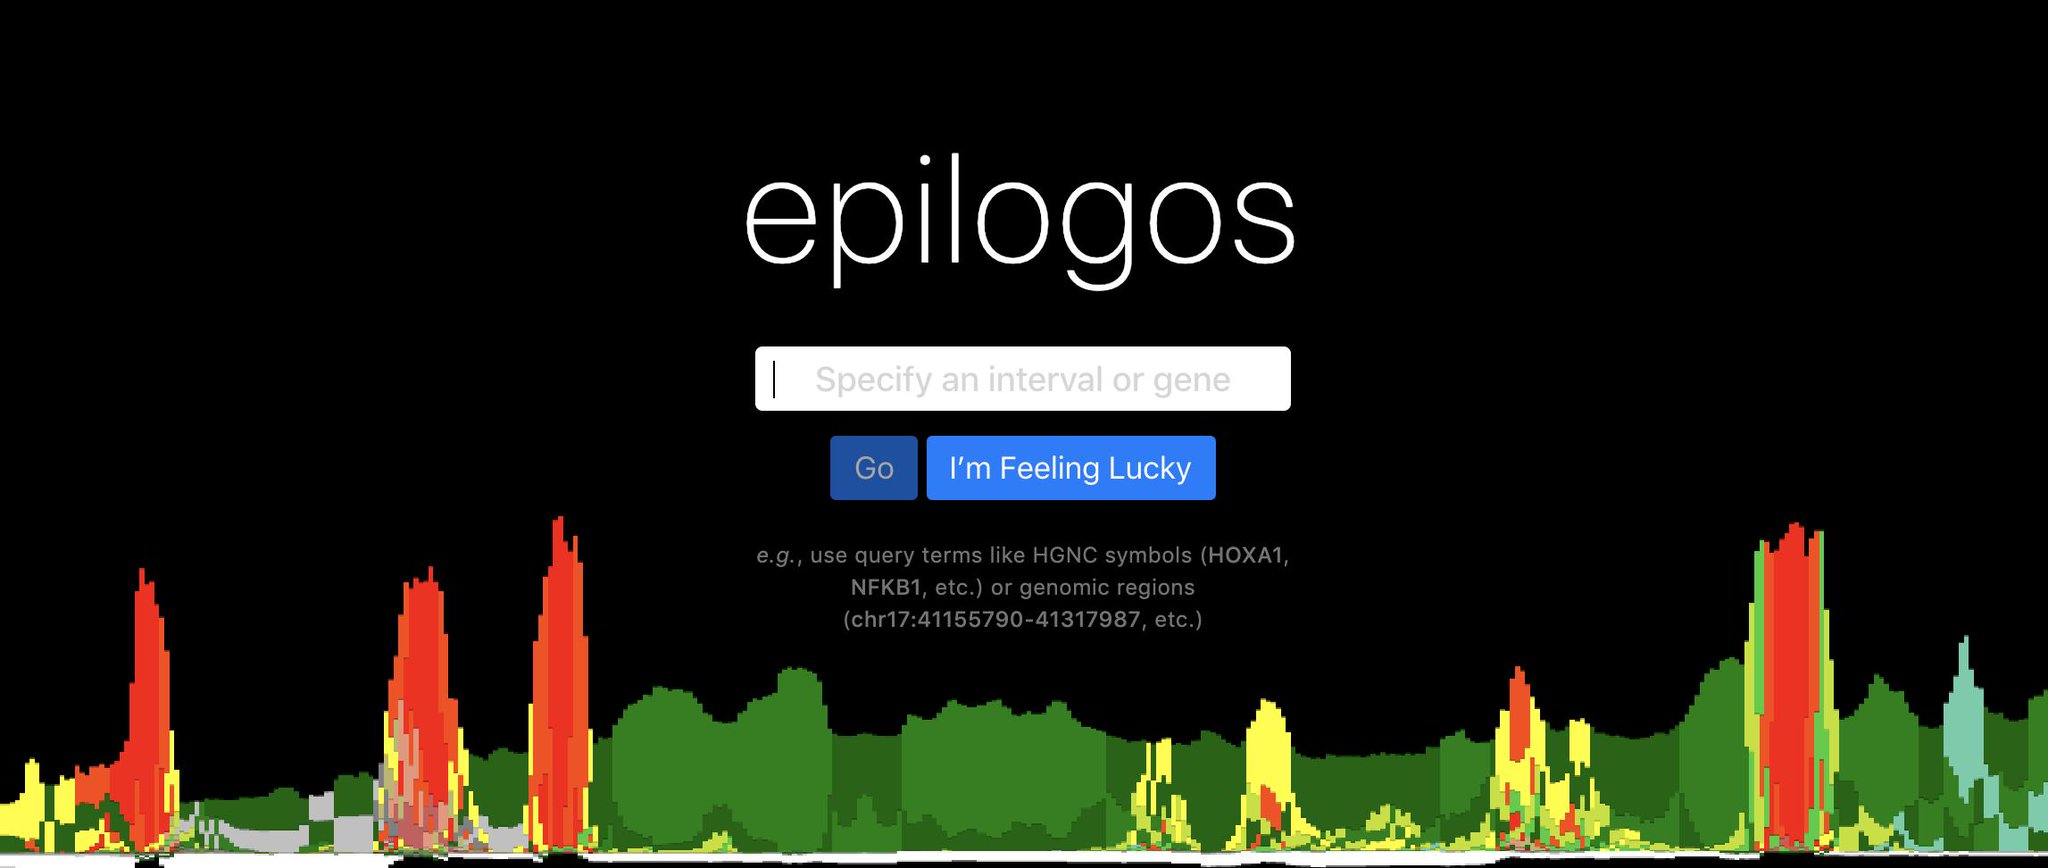 epilogos
Specify an interval or gene
Go
I’m Feeling Lucky
e.g., use query terms like HGNC symbols (HOXA1,
NFKB1, etc.) or genomic regions
(chr17:41155790-41317987, etc.)